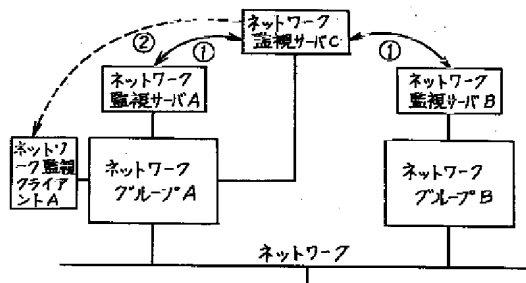 ネットワーク
監視サーバC
②
①
①
ネットワーク
監視サーバA
ネットワーク
監視サーバB
ネットワ
ーク監視
クライア
ントA
ネットワーク
グループA
ネットワーク
グループB
ネットワーク